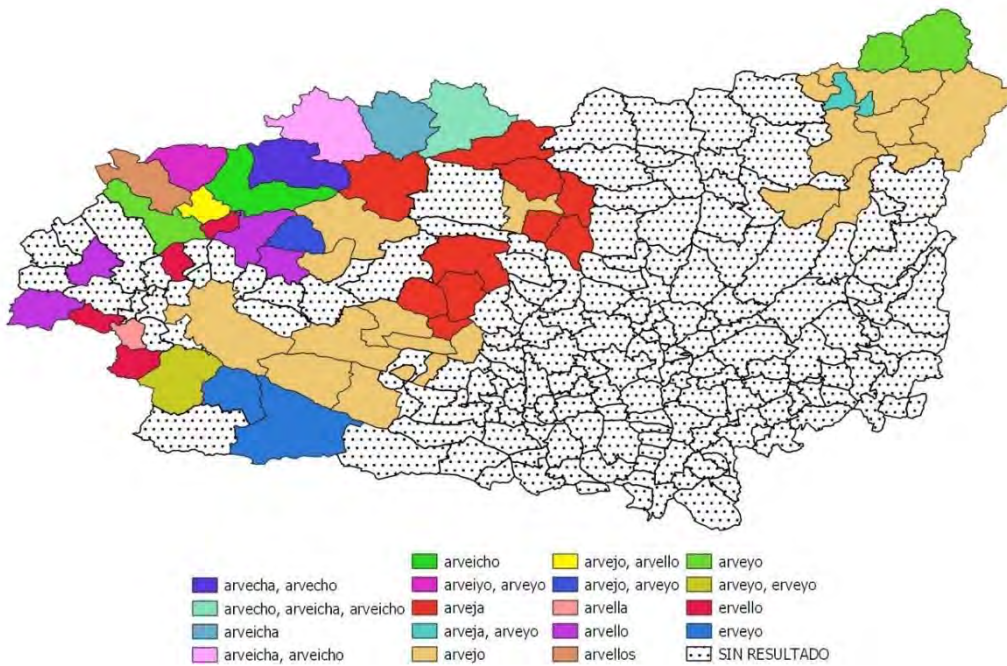 arvecha, arvecho
arvecho, arveicha, arveicho
arveicha
arveicha, arveicho
arveicho
arveiyo, arveyo
arveja
arveja, arveyo
arvejo
arvejo, arvello
arvejo, arveyo
arvella
arvello
arvellos
arveyo
arveyo, erveyo
ervello
erveyo
SIN RESULTADO